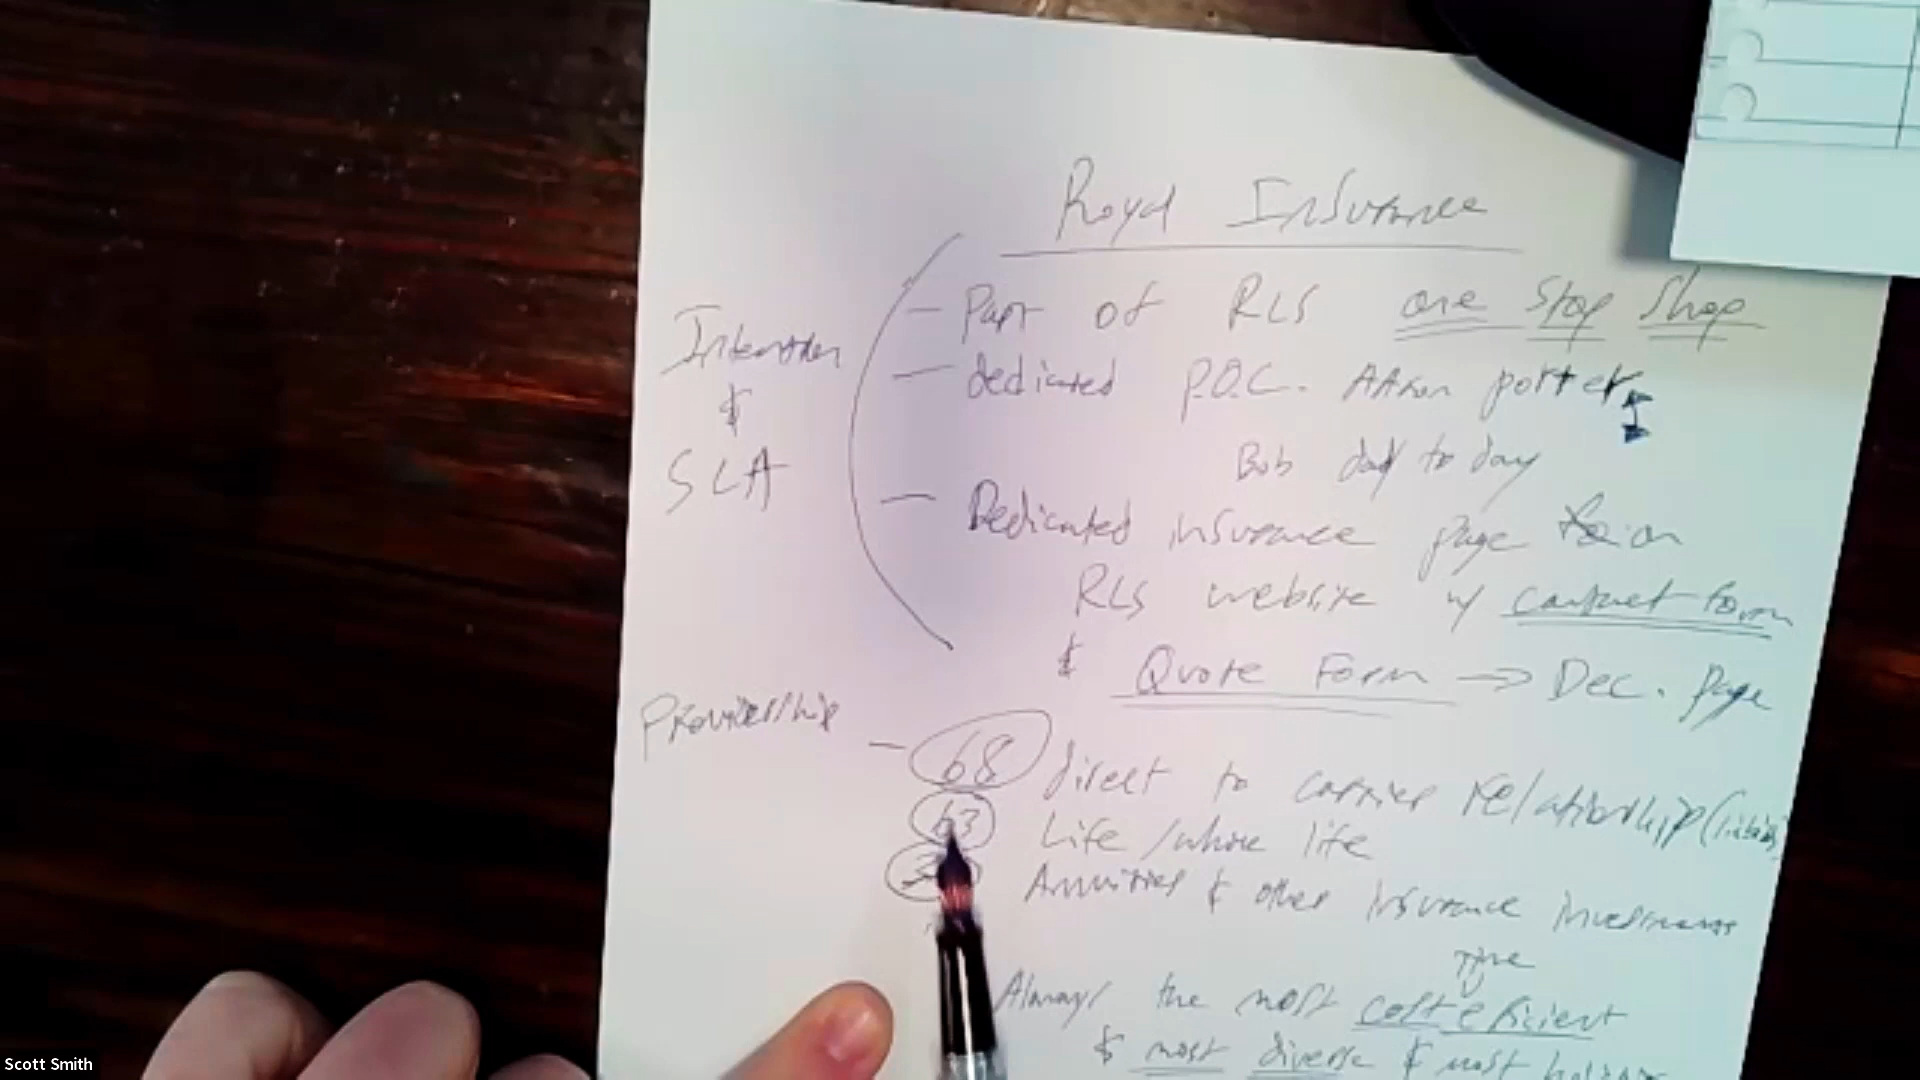 Royal Insurance
- Part of RLS one stop shop
- dedicated P.O.C. AAron porter
Bob day to day
- Dedicated insurance page on
RLS website w/ contact form
& Quote Form -> Dec. page
&
SLA
- 68 direct to carrier relationship
63 Life/whole life
Annuities & other insurance investments
time
Always the most cost efficient
& most diverse & most
Scott Smith